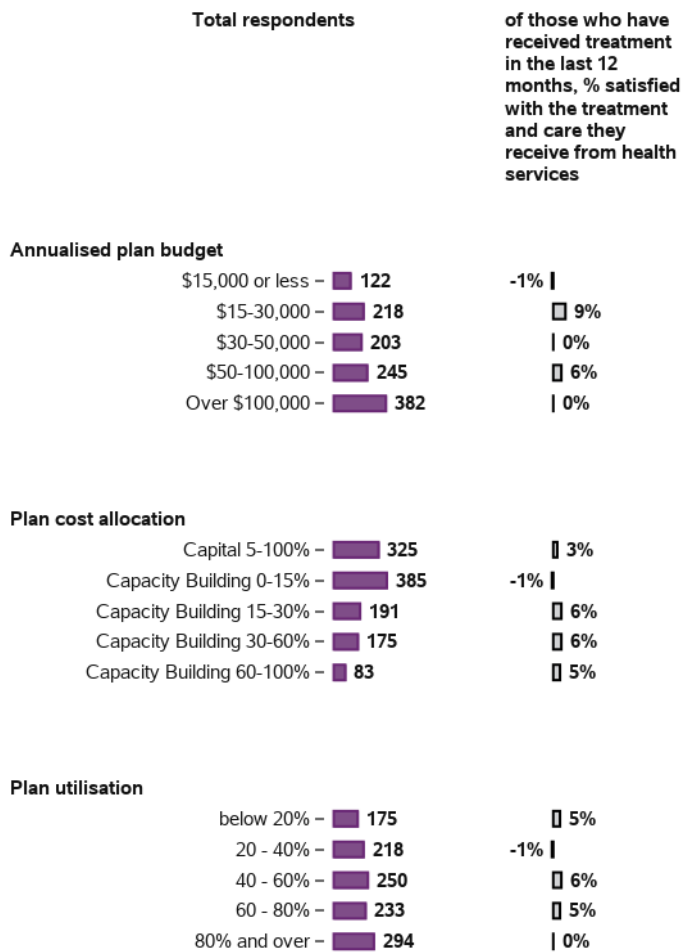 Total respondents
of those who have
received treatment
in the last 12
months, % satisfied
with the treatment
and care they
receive from health
services
Annualised plan budget
$15,000 or less – 122 -1%
$15-30,000 – 218 9%
$30-50,000 – 203 0%
$50-100,000 – 245 6%
Over $100,000 – 382 0%
Plan cost allocation
Capital 5-100% – 325 3%
Capacity Building 0-15% – 385 -1%
Capacity Building 15-30% – 191 6%
Capacity Building 30-60% – 175 6%
Capacity Building 60-100% – 83 5%
Plan utilisation
below 20% – 175 5%
20 - 40% – 218 -1%
40 - 60% – 250 6%
60 - 80% – 233 5%
80% and over – 294 0%